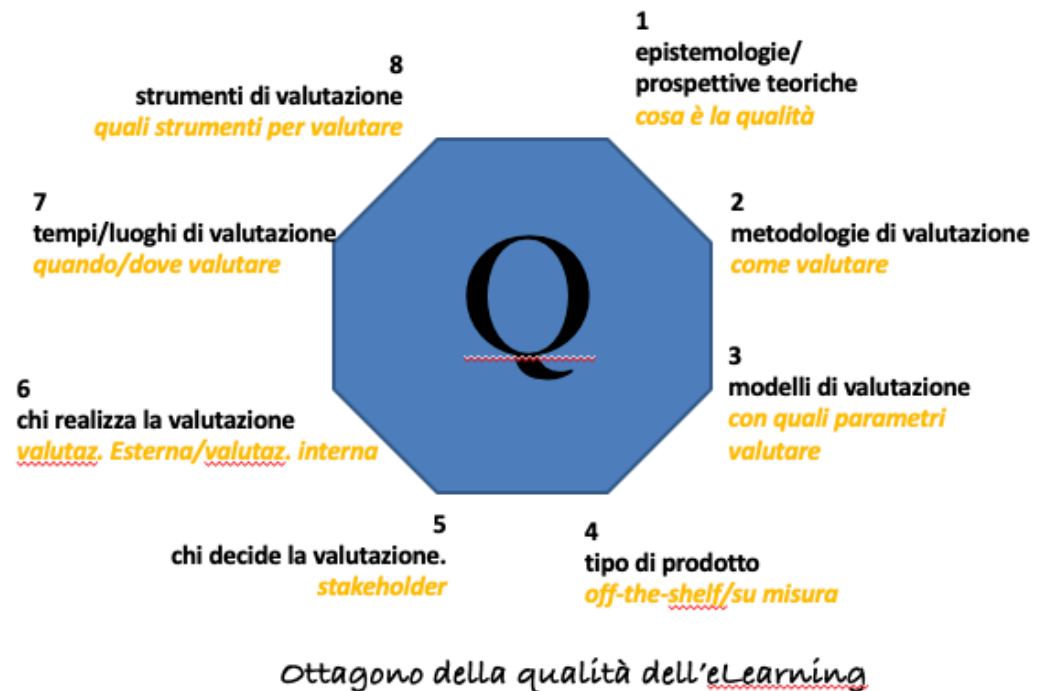 1
epistemologie/
prospettive teoriche
cosa è la qualità
2
metodologie di valutazione
come valutare
3
modelli di valutazione
con quali parametri
valutare
4
tipo di prodotto
off-the-shelf/su misura
5
chi decide la valutazione.
stakeholder
6
chi realizza la valutazione
valutaz. Esterna/valutaz. interna
7
tempi/luoghi di valutazione
quando/dove valutare
8
strumenti di valutazione
quali strumenti per valutare
Q
Ottagono della qualità dell'eLearning